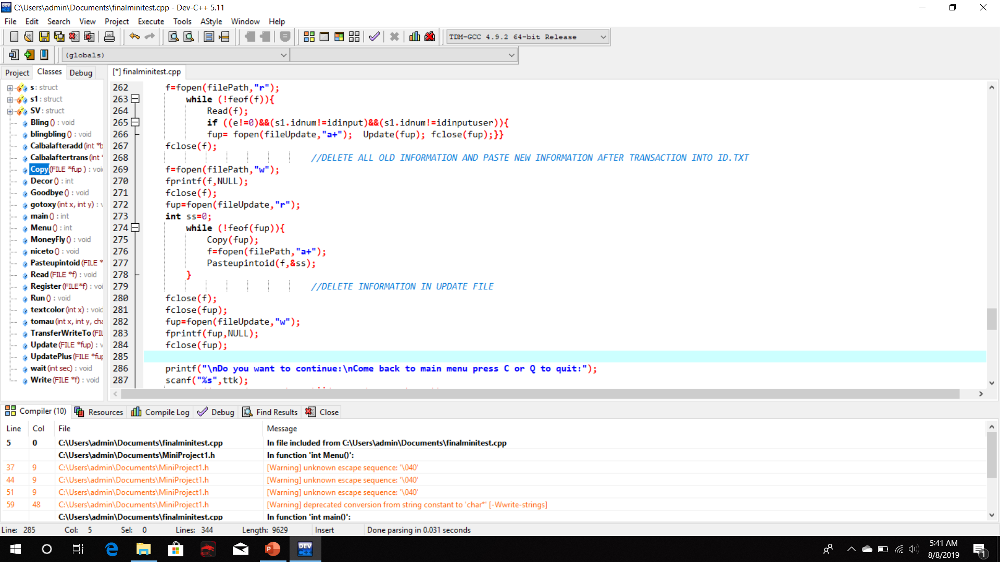 C:\Users\admin\Documents\finalminitest.cpp - Dev-C++ 5.11
File Edit Search View Project Execute Tools AStyle Window Help
TDM-GCC 4.9.2 64-bit Release
(globals)
Project Classes Debug
[*] finalminitest.cpp
s : struct
s1 : struct
SV : struct
Bling () : void
blingbling () : void
Calbalafteradd (int *b
Calbalaftertrans (int *
Copy (FILE *fup ) : voi
Decor () : int
Goodbye () : void
gotoxy (int x, int y) : v
main () : int
Menu () : int
MoneyFly () : void
niceto () : void
Pasteupintoid (FILE *
Read (FILE *f) : void
Register (FILE*f) : voi
Run () : void
textcolor (int x) : void
tomau (int x, int y, cha
TransferWriteTo (FIL
Update (FILE *fup) : v
UpdatePlus (FILE *fup
wait (int sec) : void
Write (FILE *f) : void
262 f=fopen(filePath,"r");
263 while (!feof(f)){
264 Read(f);
265 if ((e!=0)&&(s1.idnum!=idinput)&&(s1.idnum!=idinputuser)){
266 fup= fopen(fileUpdate,"a+"); Update(fup); fclose(fup);}}
267 fclose(f);
268 //DELETE ALL OLD INFORMATION AND PASTE NEW INFORMATION AFTER TRANSACTION INTO ID.TXT
269 f=fopen(filePath,"w");
270 fprintf(f,NULL);
271 fclose(f);
272 fup=fopen(fileUpdate,"r");
273 int ss=0;
274 while (!feof(fup)){
275 Copy(fup);
276 f=fopen(filePath,"a+");
277 Pasteupintoid(f,&ss);
278 }
279 //DELETE INFORMATION IN UPDATE FILE
280 fclose(f);
281 fclose(fup);
282 fup=fopen(fileUpdate,"w");
283 fprintf(fup,NULL);
284 fclose(fup);
285
286 printf("\nDo you want to continue:\nCome back to main menu press C or Q to quit:");
287 scanf("%s",ttk);
Compiler (10) Resources Compile Log Debug Find Results Close
Line Col File Message
5 0 C:\Users\admin\Documents\finalminitest.cpp In file included from C:\Users\admin\Documents\finalminitest.cpp
C:\Users\admin\Documents\MiniProject1.h In function 'int Menu()':
37 9 C:\Users\admin\Documents\MiniProject1.h [Warning] unknown escape sequence: '\040'
44 9 C:\Users\admin\Documents\MiniProject1.h [Warning] unknown escape sequence: '\040'
51 9 C:\Users\admin\Documents\MiniProject1.h [Warning] unknown escape sequence: '\040'
59 48 C:\Users\admin\Documents\MiniProject1.h [Warning] deprecated conversion from string constant to 'char*' [-Wwrite-strings]
C:\Users\admin\Documents\finalminitest.cpp In function 'int main()':
Line: 285 Col: 5 Sel: 0 Lines: 344 Length: 9629 Insert Done parsing in 0.031 seconds
DEV C++
5:41 AM
8/8/2019
1